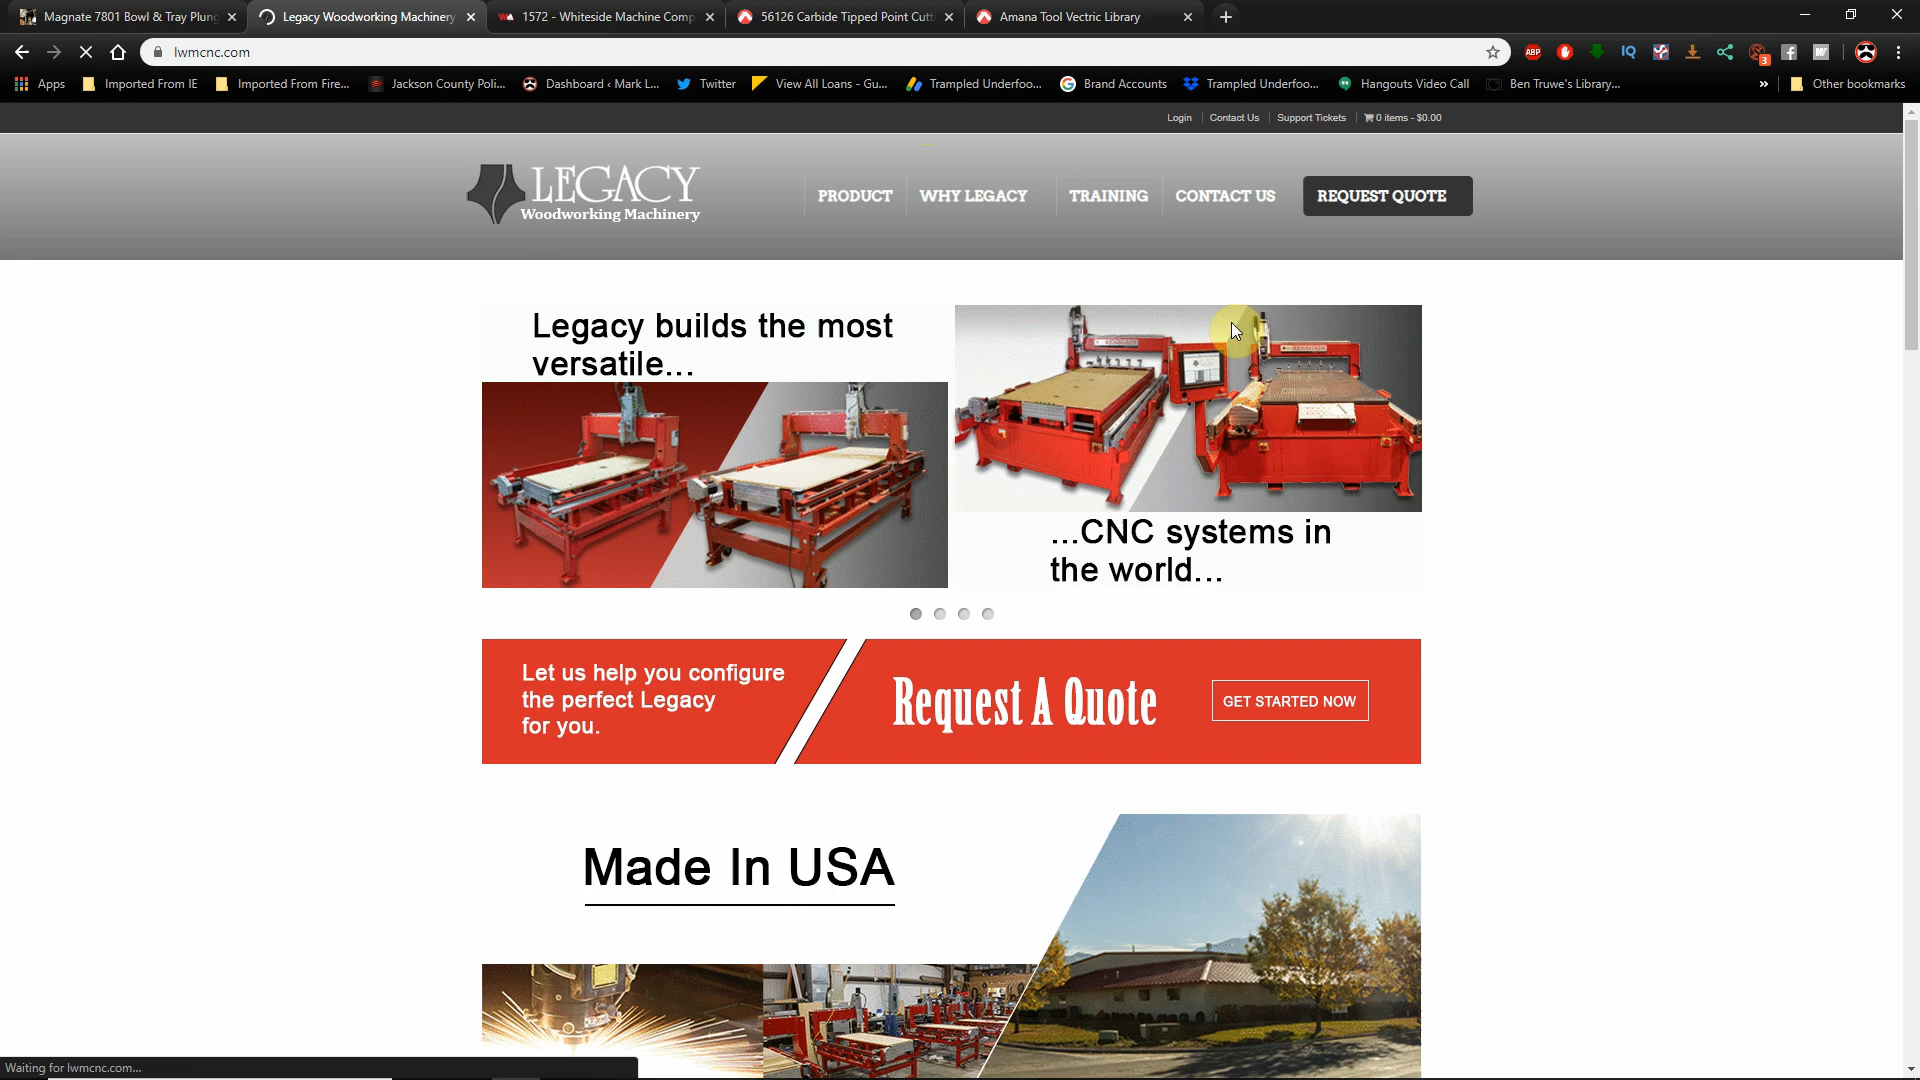 Magnate 7801 Bowl & Tray Plung
Legacy Woodworking Machinery
1572 - Whiteside Machine Comp
56126 Carbide Tipped Point Cutt
Amana Tool Vectric Library
lwmcnc.com
ABP
IQ
3
Apps
Imported From IE
Imported From Fire...
Jackson County Poli...
Dashboard ‹ Mark L...
Twitter
View All Loans - Gu...
Trampled Underfoo...
Brand Accounts
Trampled Underfoo...
Hangouts Video Call
Ben Truwe's Library...
»
Other bookmarks
Login
Contact Us
Support Tickets
0 items - $0.00
LEGACY
Woodworking Machinery
PRODUCT
WHY LEGACY
TRAINING
CONTACT US
REQUEST QUOTE
Legacy builds the most
versatile...
...CNC systems in
the world...
Let us help you configure
the perfect Legacy
for you.
Request A Quote
GET STARTED NOW
Made In USA
Waiting for lwmcnc.com...